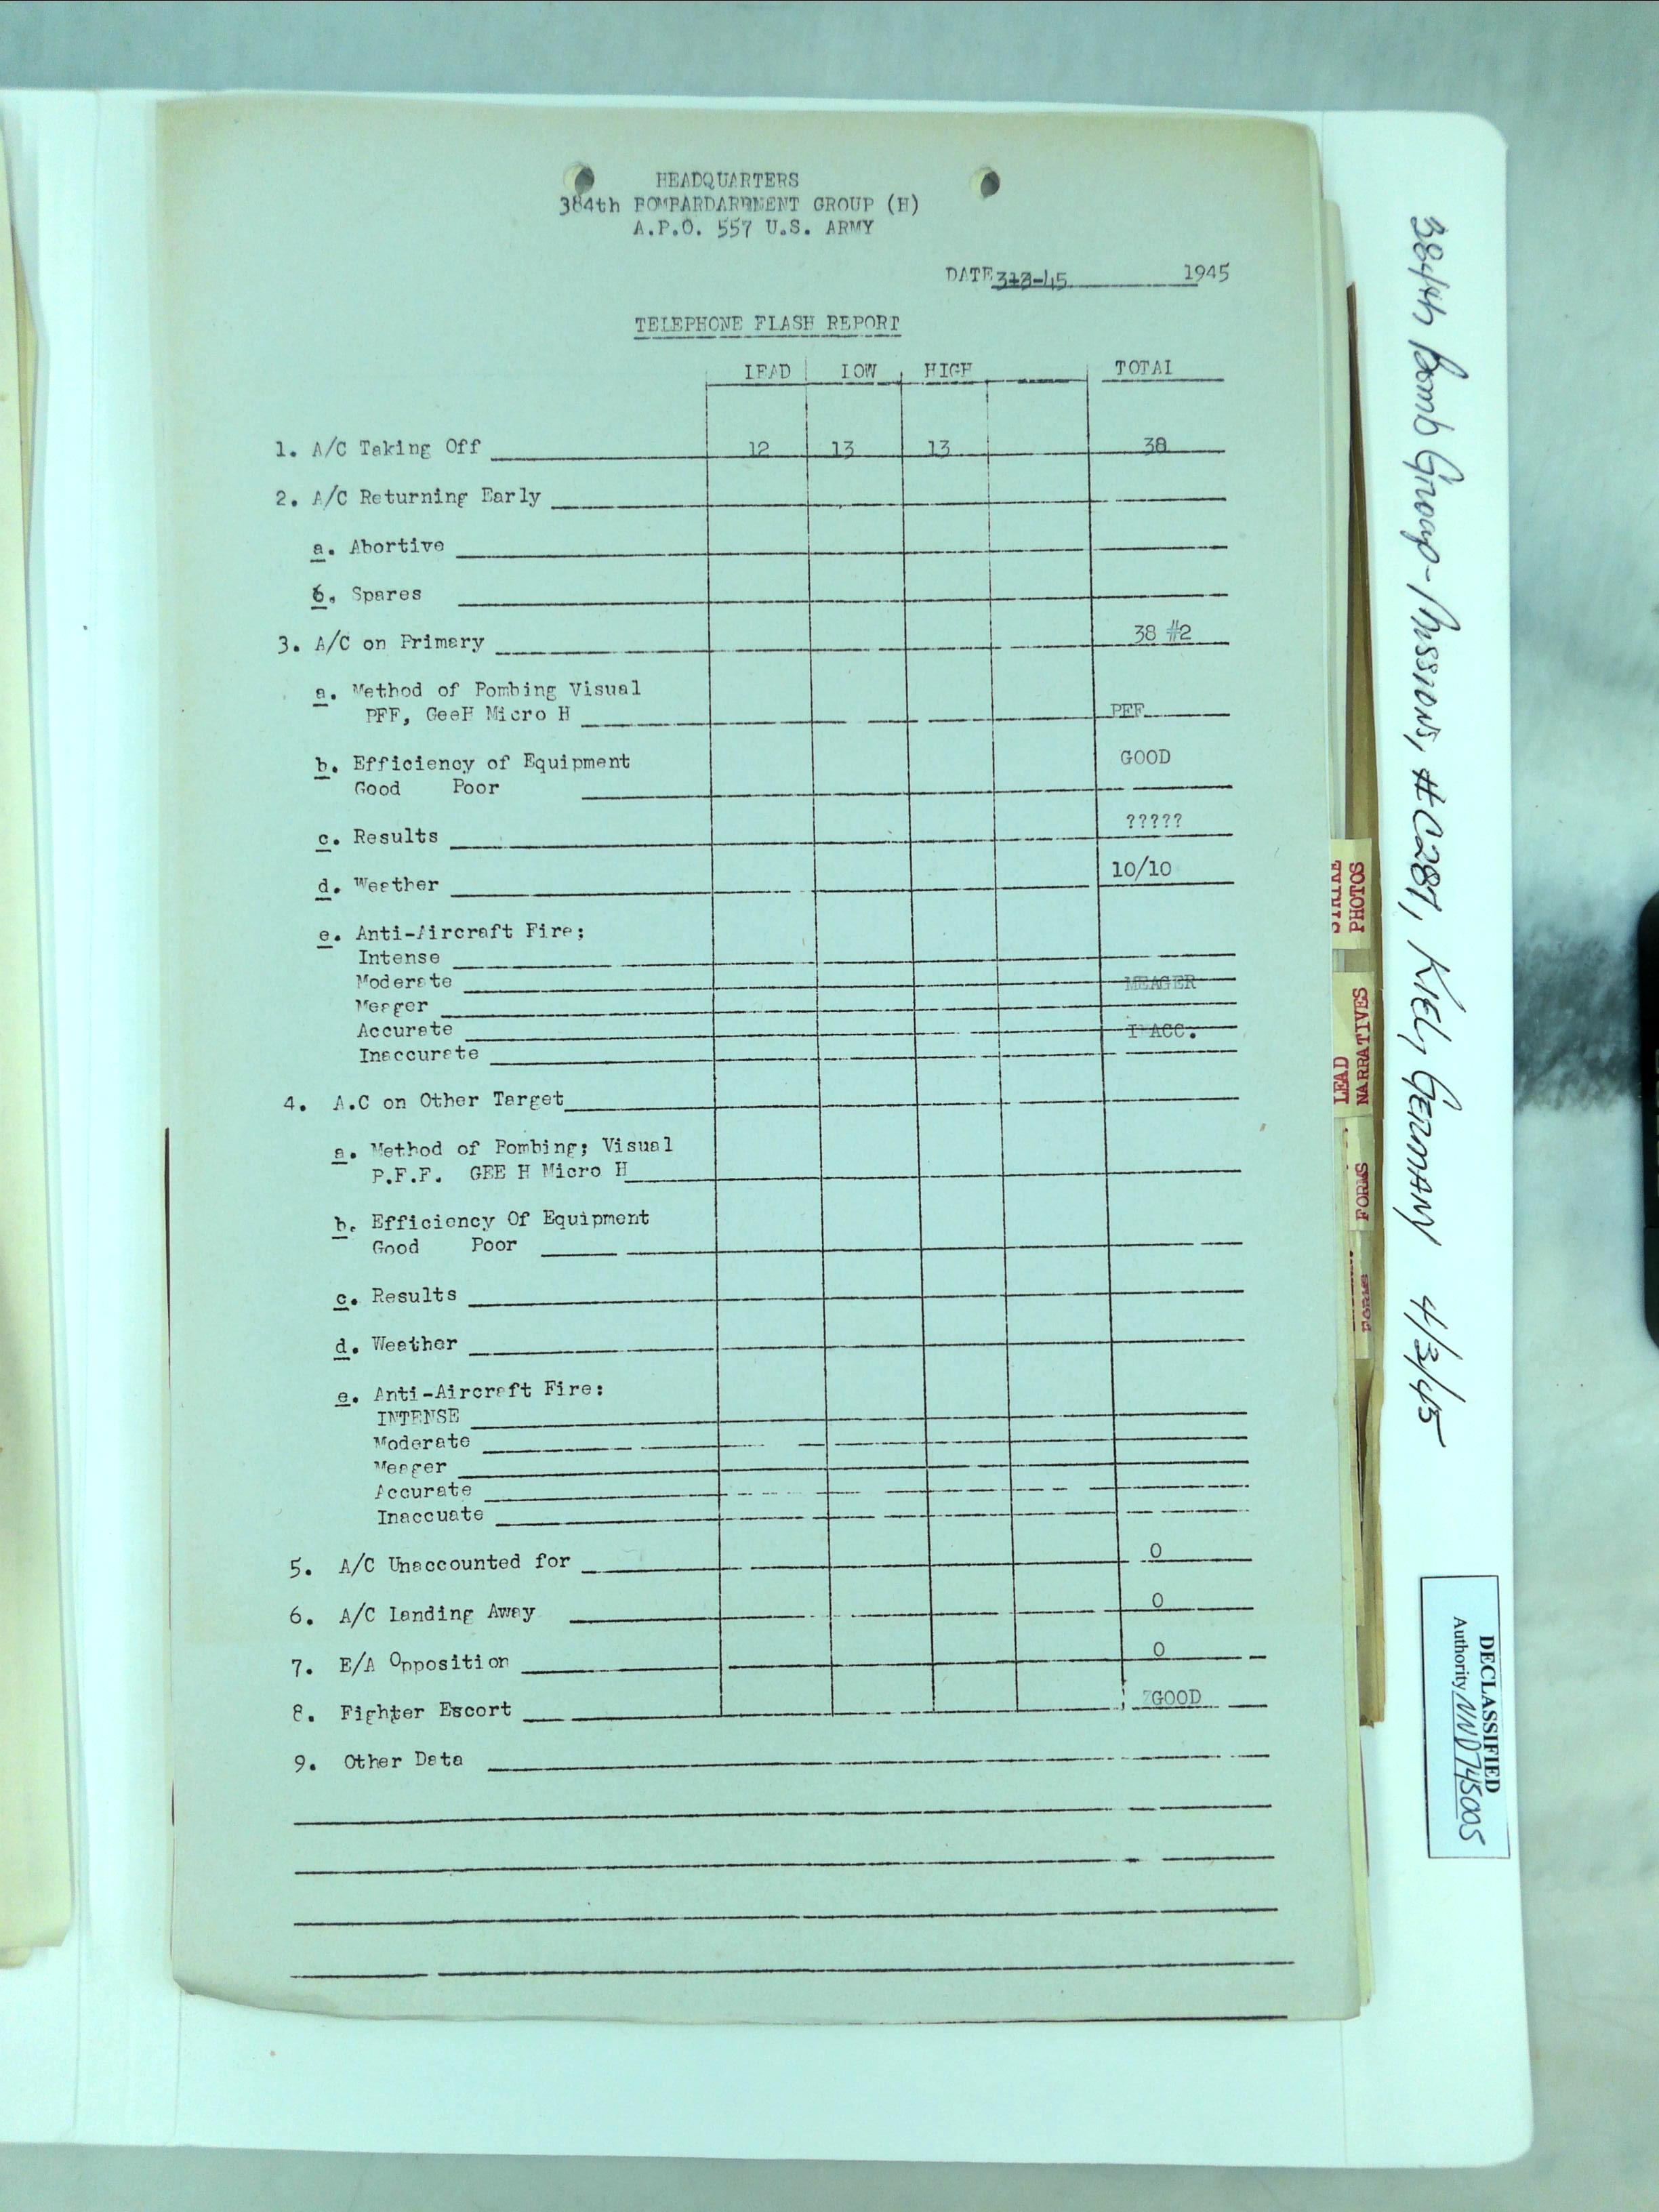 HEADQUARTERS
384th BOMBARDARBMENT GROUP (H)
A.P.O. 557 U.S. ARMY
DATE 3-3-45 1945
TELEPHONE FLASH REPORT
LEAD LOW HIGH TOTAL
1. A/C Taking Off 12 13 13 38
2. A/C Returning Early
a. Abortive
b. Spares
3. A/C on Primary 38 #2
a. Method of Bombing Visual
PFF, GeeH Micro H PFF
b. Efficiency of Equipment GOOD
Good Poor
c. Results ?????
d. Weather 10/10
e. Anti-Aircraft Fire;
Intense
Moderate MEAGER
Meager
Accurate INACC.
Inaccurate
4. A.C on Other Target
a. Method of Bombing; Visual
P.F.F. GEE H Micro H
b. Efficiency Of Equipment
Good Poor
c. Results
d. Weather
e. Anti-Aircraft Fire:
INTENSE
Moderate
Meager
Accurate
Inaccuate
5. A/C Unaccounted for 0
6. A/C Landing Away 0
7. E/A Opposition 0
8. Fighter Escort GOOD
9. Other Data
STRIKE
PHOTOS
LEAD
NARRATIVES
FORMS
FORMS
384th Bomb Group-Missions, #C281, KIEL, GERMANY 4/3/45
DECLASSIFIED
Authority NND745005